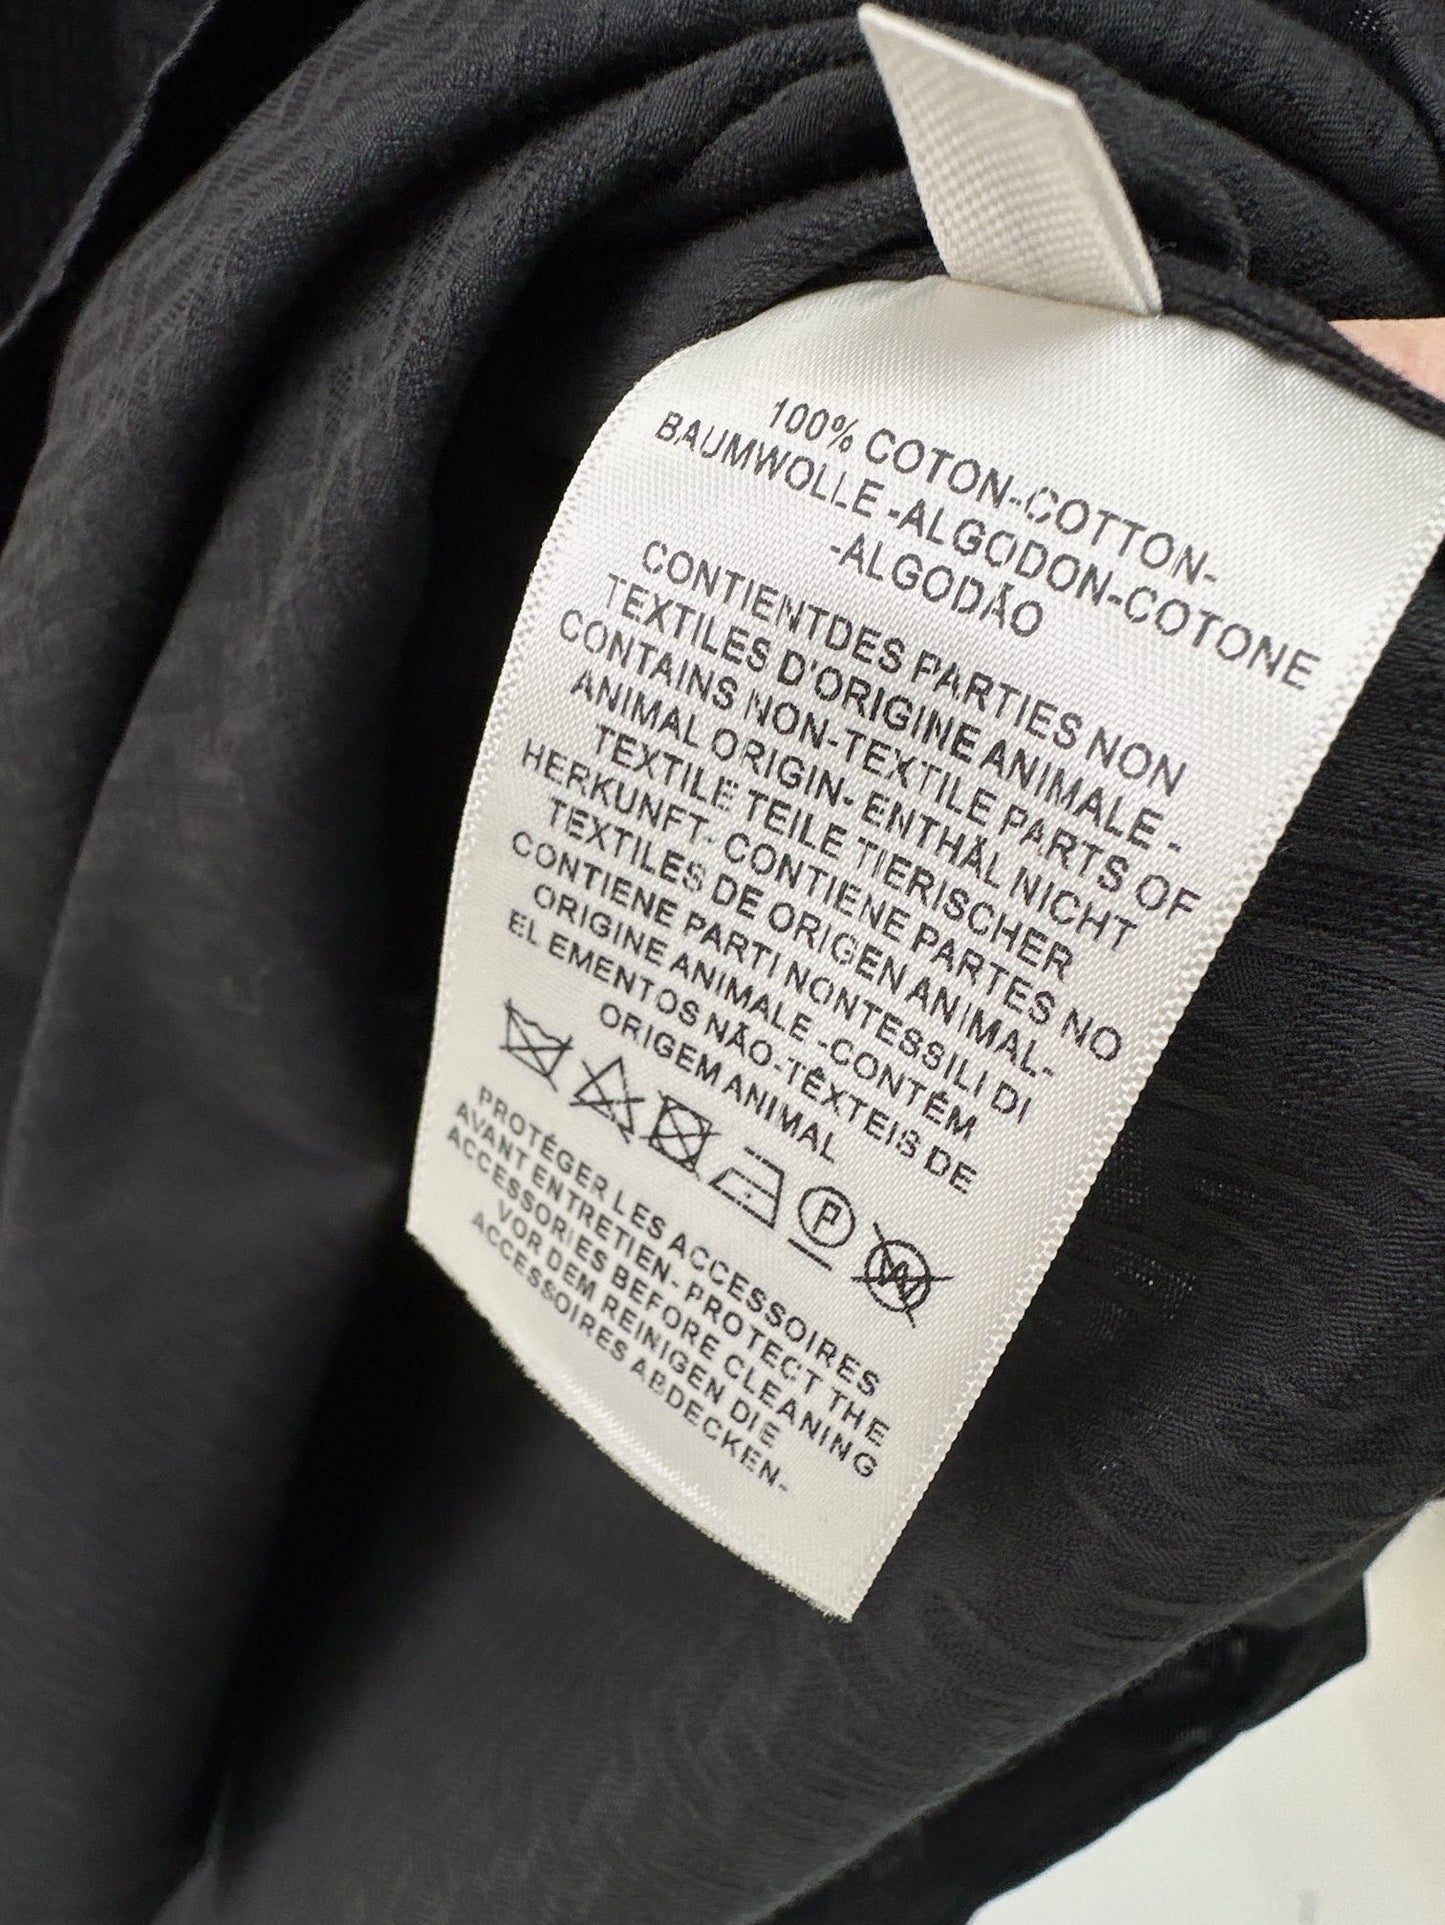 100% COTON-COTTON-
BAUMWOLLE -ALGODON-COTONE
-ALGODÃO
CONTIENTDES PARTIES NON
TEXTILES D'ORIGINE ANIMALE -
CONTAINS NON-TEXTILE PARTS OF
ANIMAL ORIGIN- ENTHÄL NICHT
TEXTILE TEILE TIERISCHER
HERKUNFT- CONTIENE PARTES NO
TEXTILES DE ORIGEN ANIMAL-
CONTIENE PARTI NONTESSILI DI
ORIGINE ANIMALE -CONTÉM
EL EMENTOS NÃO-TÊXTEIS DE
ORIGEM ANIMAL
P W
PROTÉGER LES ACCESSOIRES
AVANT ENTRETIEN- PROTECT THE
ACCESSORIES BEFORE CLEANING
VOR DEM REINIGEN DIE
ACCESSOIRES ABDECKEN-